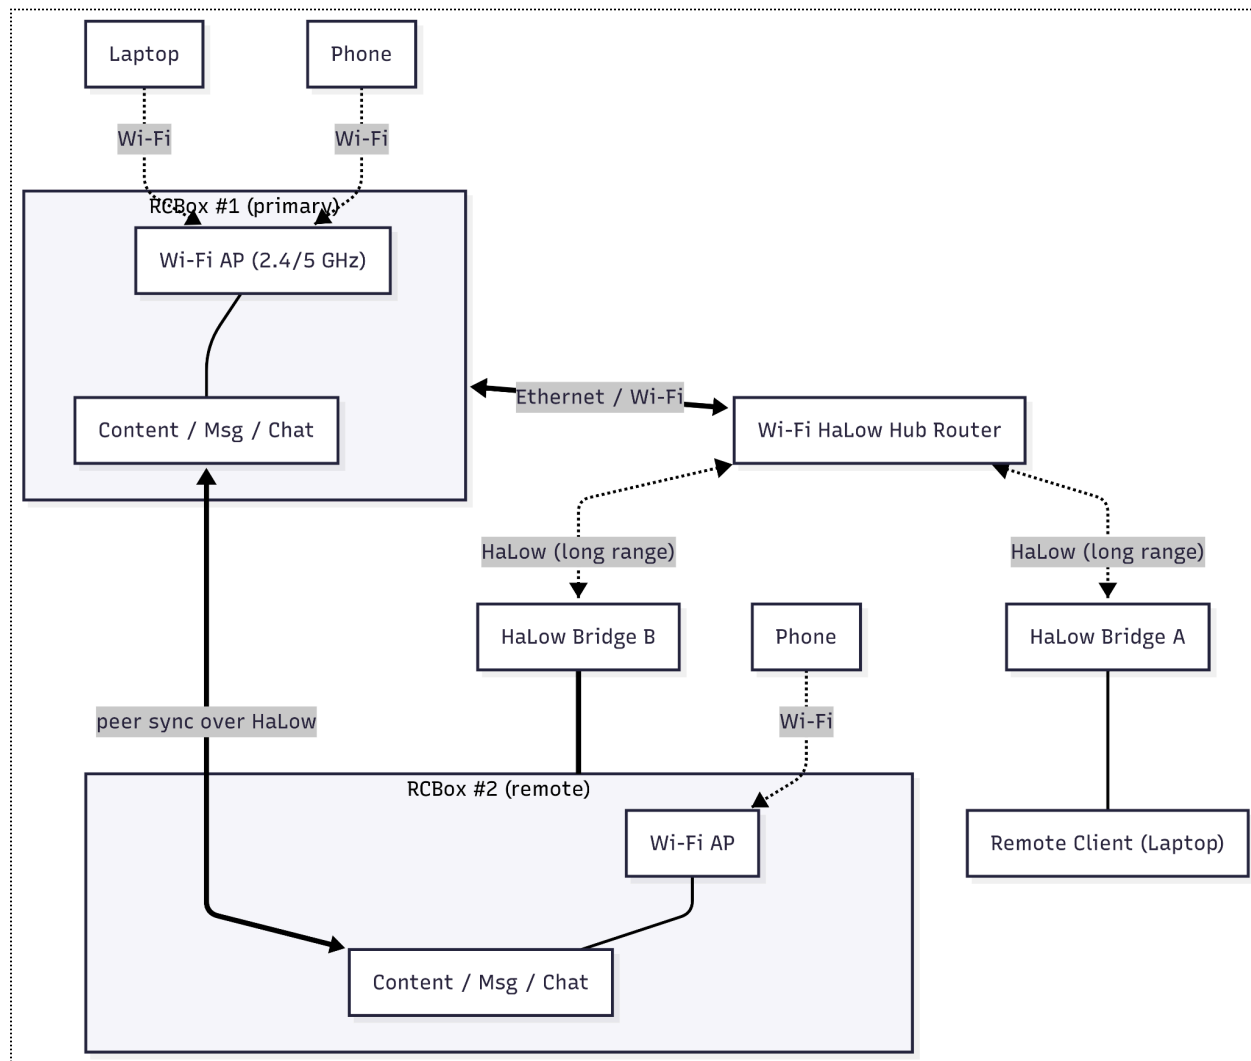 Laptop
Phone
Wi-Fi
Wi-Fi
RCBox #1 (primary)
Wi-Fi AP (2.4/5 GHz)
Ethernet / Wi-Fi
Content / Msg / Chat
Wi-Fi HaLow Hub Router
HaLow (long range)
HaLow (long range)
HaLow Bridge B
Phone
HaLow Bridge A
peer sync over HaLow
Wi-Fi
RCBox #2 (remote)
Wi-Fi AP
Remote Client (Laptop)
Content / Msg / Chat